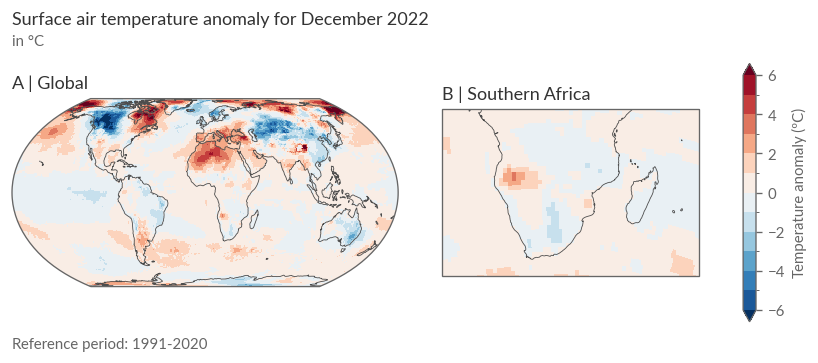 Surface air temperature anomaly for December 2022
in °C
A | Global
B | Southern Africa
6
4
2
0
−2
−4
−6
Temperature anomaly (°C)
Reference period: 1991-2020